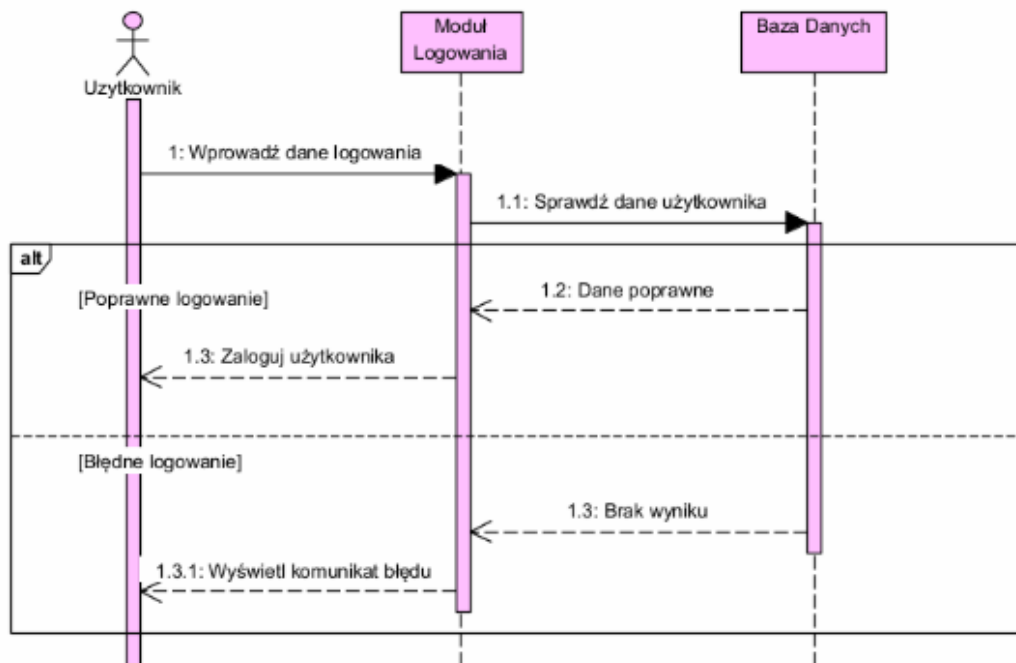 Moduł
Logowania
Baza Danych
Uzytkownik
1: Wprowadź dane logowania
1.1: Sprawdź dane użytkownika
alt
[Poprawne logowanie]
1.2: Dane poprawne
1.3: Zaloguj użytkownika
[Błędne logowanie]
1.3: Brak wyniku
1.3.1: Wyświetl komunikat błędu